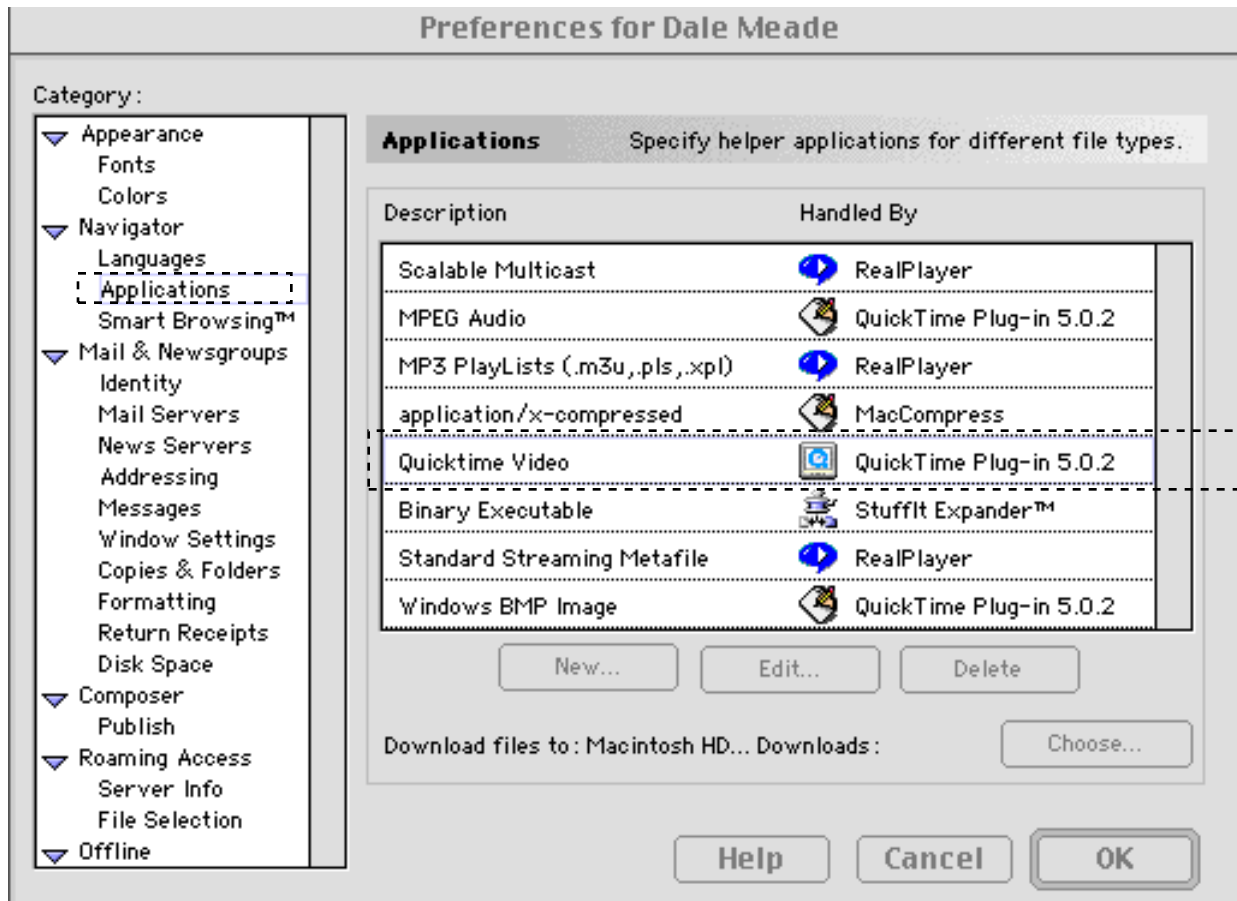 Preferences for Dale Meade
Category:
Appearance
Fonts
Colors
Navigator
Languages
Applications
Smart Browsing™
Mail & Newsgroups
Identity
Mail Servers
News Servers
Addressing
Messages
Window Settings
Copies & Folders
Formatting
Return Receipts
Disk Space
Composer
Publish
Roaming Access
Server Info
File Selection
Offline
Applications Specify helper applications for different file types.
Description Handled By
Scalable Multicast RealPlayer
MPEG Audio QuickTime Plug-in 5.0.2
MP3 PlayLists (.m3u,.pls,.xpl) RealPlayer
application/x-compressed MacCompress
Quicktime Video QuickTime Plug-in 5.0.2
Binary Executable StuffIt Expander™
Standard Streaming Metafile RealPlayer
Windows BMP Image QuickTime Plug-in 5.0.2
New... Edit... Delete
Download files to: Macintosh HD... Downloads: Choose...
Help Cancel OK